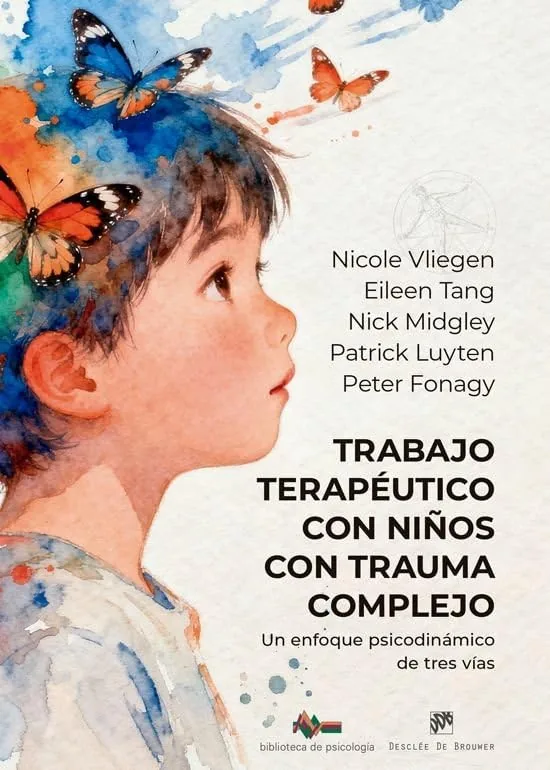 Nicole Vliegen
Eileen Tang
Nick Midgley
Patrick Luyten
Peter Fonagy
TRABAJO
TERAPÉUTICO
CON NIÑOS
CON TRAUMA
COMPLEJO
Un enfoque psicodinámico
de tres vías
biblioteca de psicología
DESCLÉE DE BROUWER